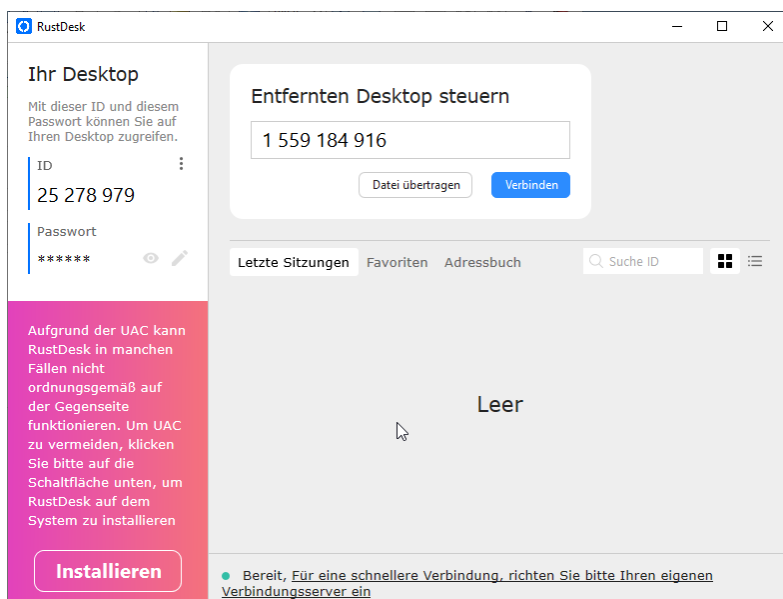 RustDesk
Ihr Desktop
Mit dieser ID und diesem
Passwort können Sie auf
Ihren Desktop zugreifen.
ID
25 278 979
Passwort
******
Aufgrund der UAC kann
RustDesk in manchen
Fällen nicht
ordnungsgemäß auf
der Gegenseite
funktionieren. Um UAC
zu vermeiden, klicken
Sie bitte auf die
Schaltfläche unten, um
RustDesk auf dem
System zu installieren
Installieren
Entfernten Desktop steuern
1 559 184 916
Datei übertragen
Verbinden
Letzte Sitzungen Favoriten Adressbuch
Suche ID
Leer
Bereit, Für eine schnellere Verbindung, richten Sie bitte Ihren eigenen
Verbindungsserver ein